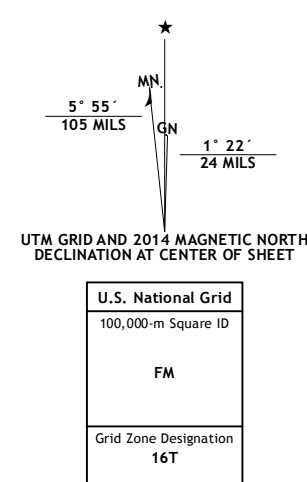 MN.
5° 55´
105 MILS
GN
1° 22´
24 MILS
UTM GRID AND 2014 MAGNETIC NORTH
DECLINATION AT CENTER OF SHEET
U.S. National Grid
100,000-m Square ID
FM
Grid Zone Designation
16T